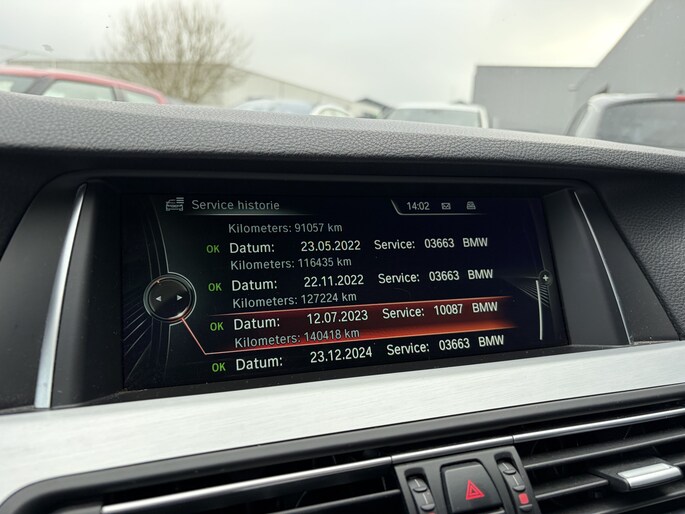 Service historie
14:02
Kilometers: 91057 km
OK Datum: 23.05.2022 Service: 03663 BMW
Kilometers: 116435 km
OK Datum: 22.11.2022 Service: 03663 BMW
Kilometers: 127224 km
OK Datum: 12.07.2023 Service: 10087 BMW
Kilometers: 140418 km
OK Datum: 23.12.2024 Service: 03663 BMW